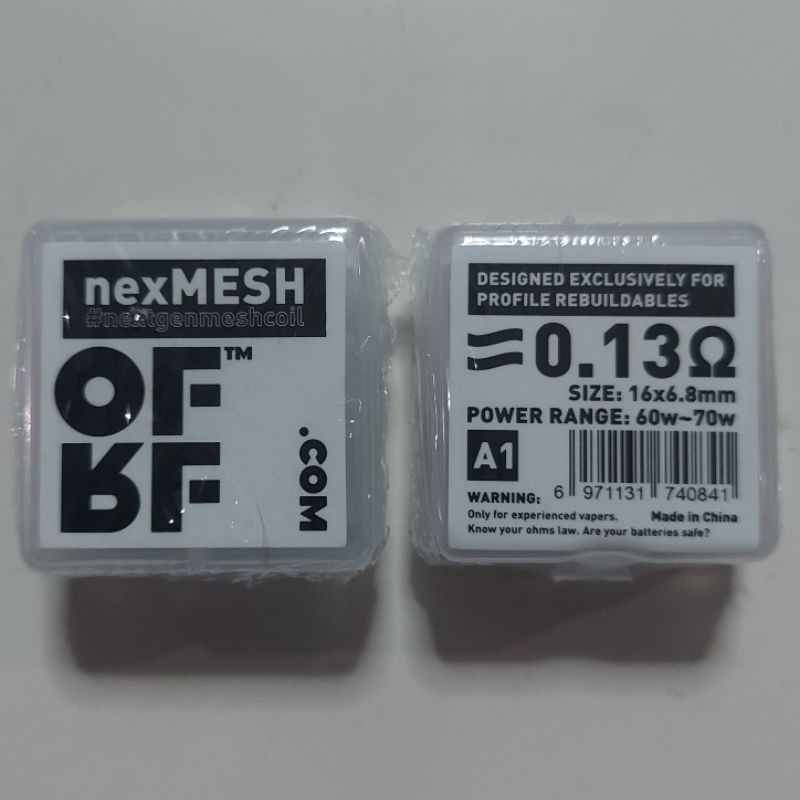 nexMESH
#nextgenmeshcoil
OF™
RF
.COM
DESIGNED EXCLUSIVELY FOR
PROFILE REBUILDABLES
0.13Ω
SIZE: 16x6.8mm
POWER RANGE: 60w~70w
A1
6 971131 740841
WARNING:
Only for experienced vapers. Made in China
Know your ohms law. Are your batteries safe?